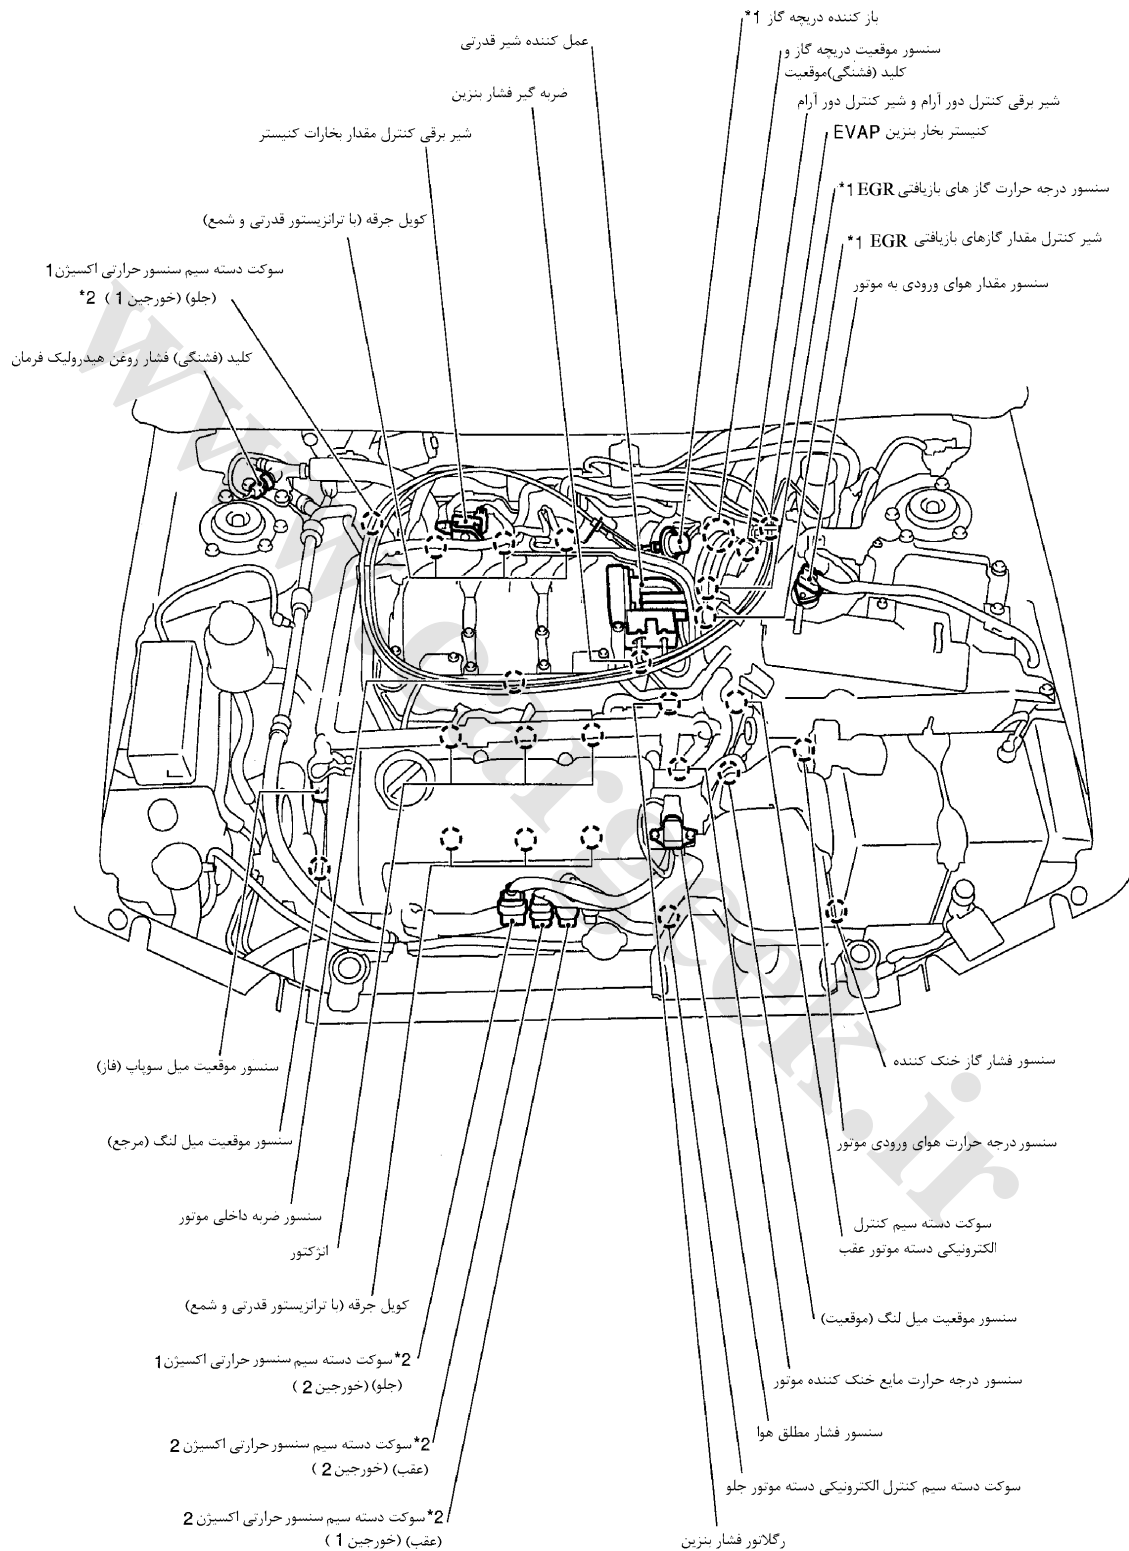 باز کننده دریچه گاز 1*
عمل کننده شیر قدرتی
سنسور موقعیت دریچه گاز و
کلید (فشنگی)موقعیت
ضربه گیر فشار بنزین
شیر برقی کنترل دور آرام و شیر کنترل دور آرام
شیر برقی کنترل مقدار بخارات کنیستر
کنیستر بخار بنزین EVAP
سنسور درجه حرارت گاز های بازیافتی EGR 1*
کویل جرقه (با ترانزیستور قدرتی و شمع)
شیر کنترل مقدار گازهای بازیافتی EGR 1*
سوکت دسته سیم سنسور حرارتی اکسیژن1
(جلو) (خورجین 1 ) 2*
سنسور مقدار هوای ورودی به موتور
کلید (فشنگی) فشار روغن هیدرولیک فرمان
www.cargeek.ir
سنسور فشار گاز خنک کننده
سنسور موقعیت میل سوپاپ (فاز)
سنسور موقعیت میل لنگ (مرجع)
سنسور درجه حرارت هوای ورودی موتور
سنسور ضربه داخلی موتور
سوکت دسته سیم کنترل
الکترونیکی دسته موتور عقب
انژکتور
کویل جرقه (با ترانزیستور قدرتی و شمع)
سنسور موقعیت میل لنگ (موقعیت)
2*سوکت دسته سیم سنسور حرارتی اکسیژن1
(جلو) (خورجین 2 )
سنسور درجه حرارت مایع خنک کننده موتور
سنسور فشار مطلق هوا
2*سوکت دسته سیم سنسور حرارتی اکسیژن 2
(عقب) (خورجین 2 )
سوکت دسته سیم کنترل الکترونیکی دسته موتور جلو
2*سوکت دسته سیم سنسور حرارتی اکسیژن 2
(عقب) (خورجین 1 )
رگلاتور فشار بنزین